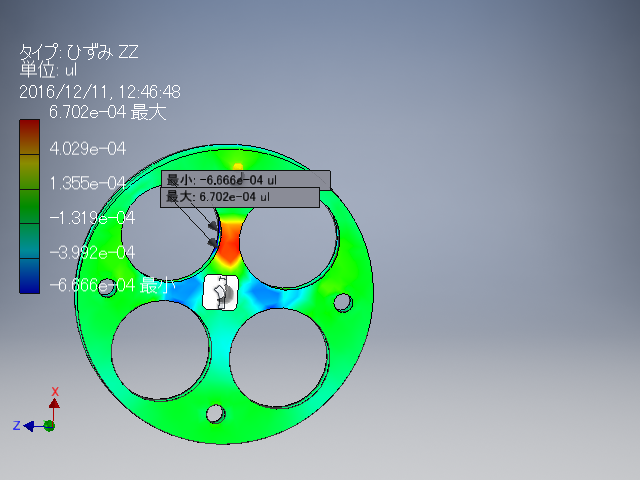 タイプ: ひずみ ZZ
単位: ul
2016/12/11, 12:46:48
6.702e-04 最大
4.029e-04
1.355e-04
-1.319e-04
-3.992e-04
-6.666e-04 最小
最小: -6.666e-04 ul
最大: 6.702e-04 ul
X
Z